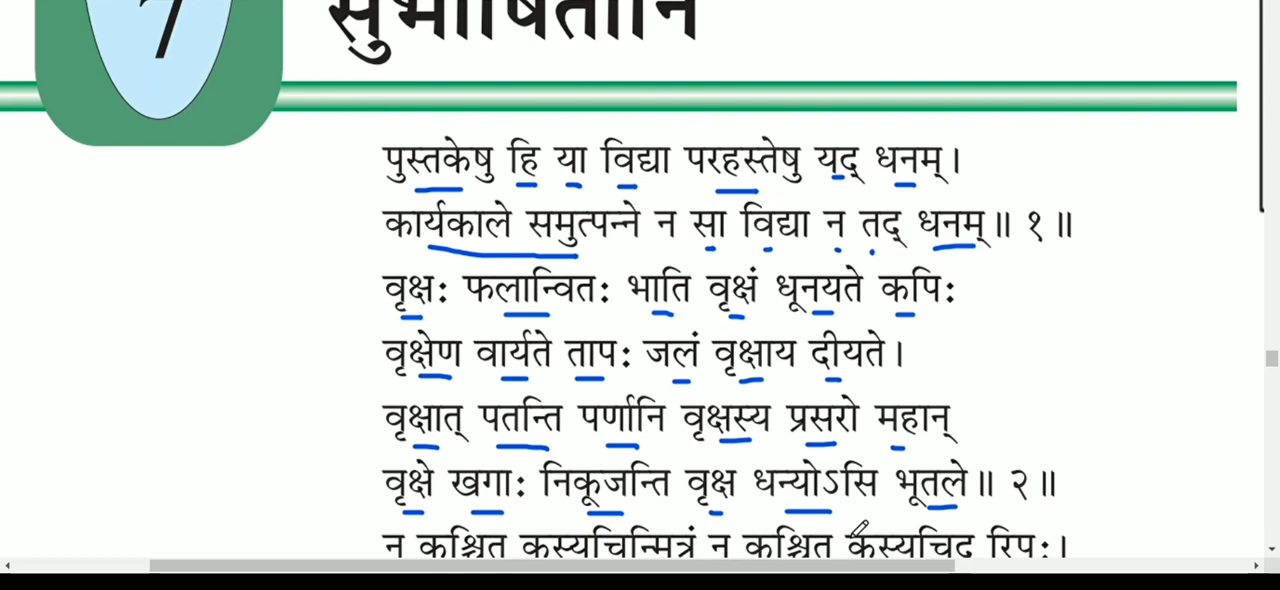 7
सुभाषितानि
पुस्तकेषु हि या विद्या परहस्तेषु यद् धनम्।
कार्यकाले समुत्पन्ने न सा विद्या न तद् धनम्॥ १॥
वृक्षः फलान्वितः भाति वृक्षं धूनयते कपिः
वृक्षेण वार्यते तापः जलं वृक्षाय दीयते।
वृक्षात् पतन्ति पर्णानि वृक्षस्य प्रसरो महान्
वृक्षे खगाः निकूजन्ति वृक्ष धन्योऽसि भूतले॥ २॥
न कश्चित् कस्यचिन्मित्रं न कश्चित् कस्यचिद् रिपुः।